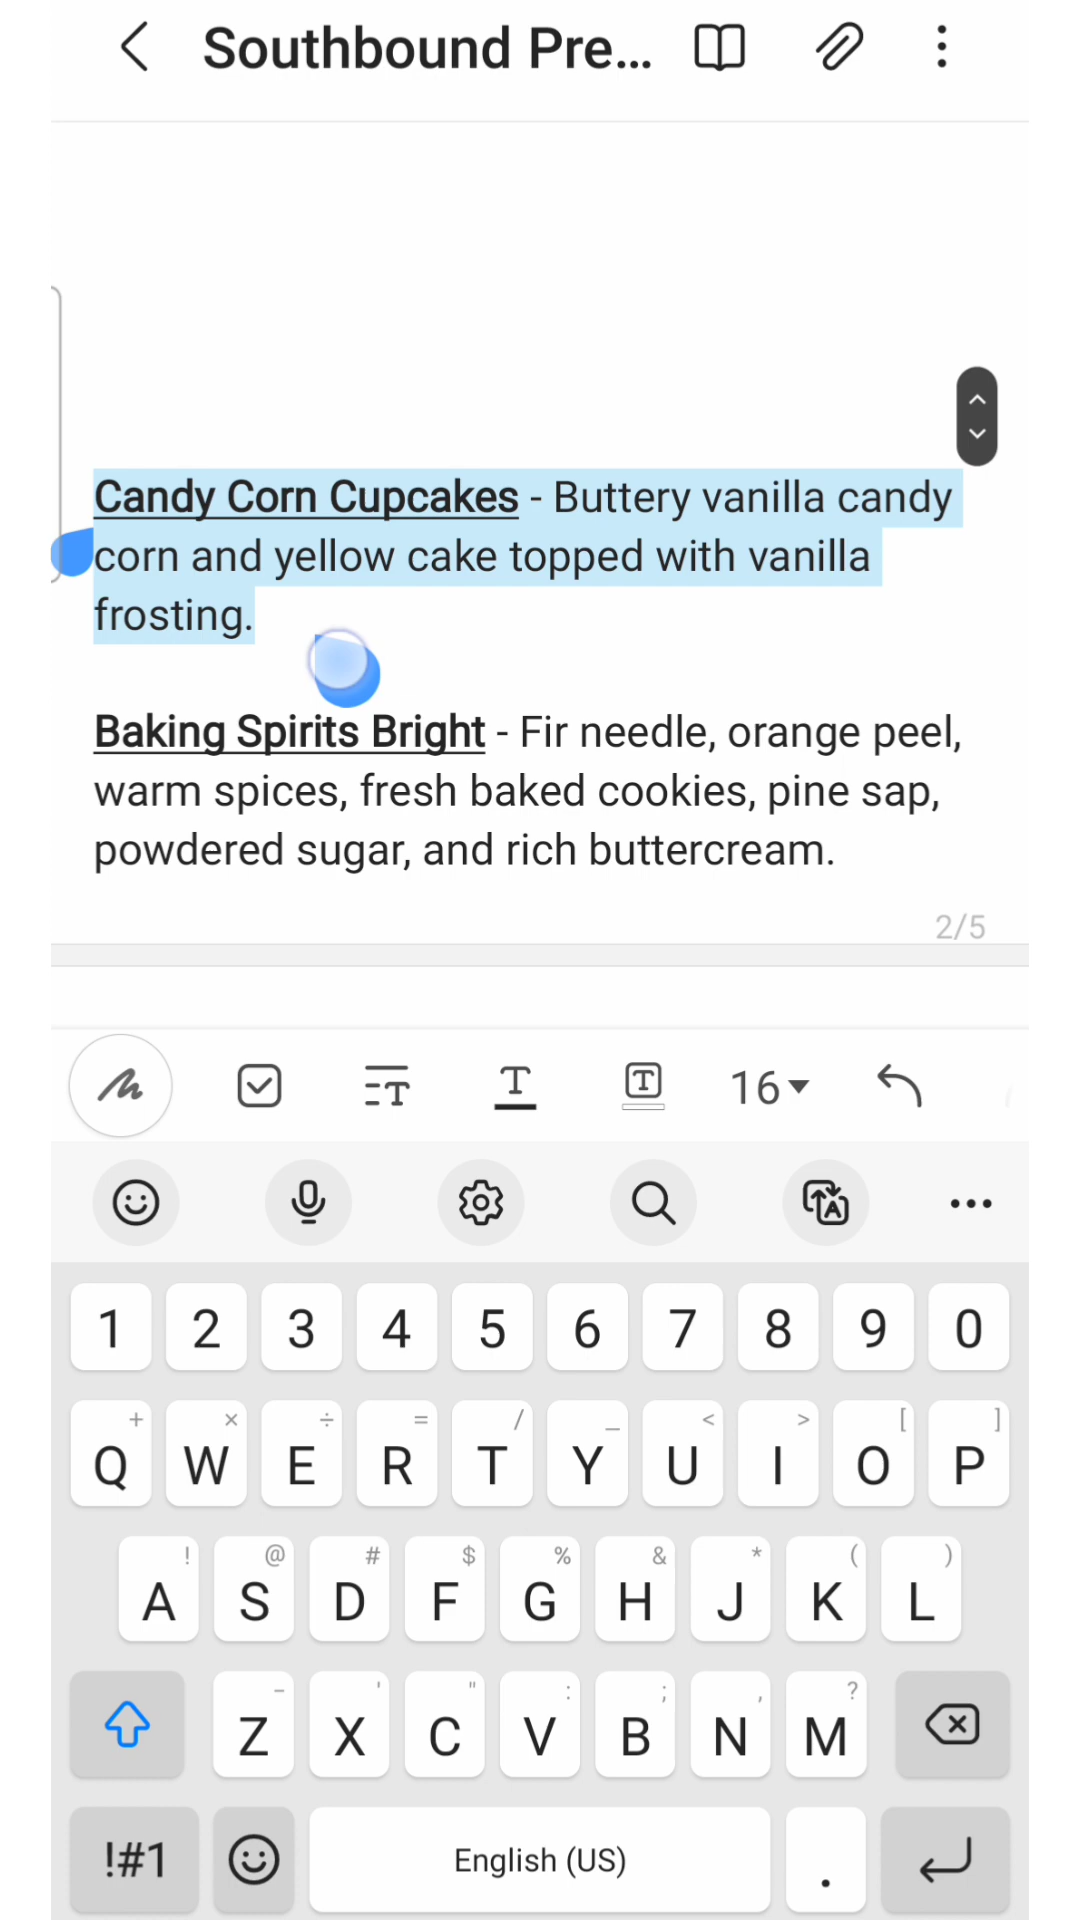 Southbound Pre...
Candy Corn Cupcakes - Buttery vanilla candy
corn and yellow cake topped with vanilla
frosting.
Baking Spirits Bright - Fir needle, orange peel,
warm spices, fresh baked cookies, pine sap,
powdered sugar, and rich buttercream.
2/5
T T T 16
A
1 2 3 4 5 6 7 8 9 0
+ × ÷ = / _ < > [ ]
Q W E R T Y U I O P
! @ # $ % & * ( )
A S D F G H J K L
- ' " : ; , ?
Z X C V B N M
!#1 English (US) .